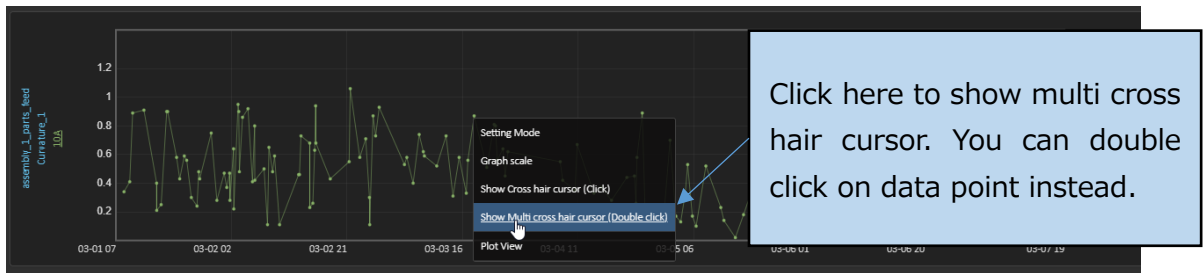 1.2
1
0.8
0.6
0.4
0.2
assembly_1_parts_feed
Curvature_1
10A
Setting Mode
Graph scale
Show Cross hair cursor (Click)
Show Multi cross hair cursor (Double click)
Plot View
03-01 07
03-02 02
03-02 21
03-03 16
03-04 11
03-05 06
03-06 01
03-06 20
03-07 19
Click here to show multi cross
hair cursor. You can double
click on data point instead.